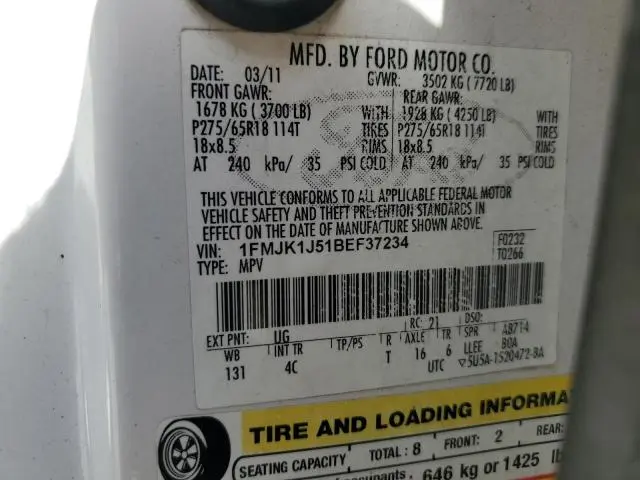 MFD. BY FORD MOTOR CO.
DATE: 03/11 GVWR: 3502 KG (7720 LB)
FRONT GAWR: REAR GAWR:
1678 KG (3700 LB) WITH 1928 KG (4250 LB) WITH
P275/65R18 114T TIRES P275/65R18 114T TIRES
18x8.5 RIMS 18x8.5 RIMS
AT 240 kPa/ 35 PSI COLD AT 240 kPa/ 35 PSI COLD
THIS VEHICLE CONFORMS TO ALL APPLICABLE FEDERAL MOTOR
VEHICLE SAFETY AND THEFT PREVENTION STANDARDS IN
EFFECT ON THE DATE OF MANUFACTURE SHOWN ABOVE.
VIN: 1FMJK1J51BEF37234 F0232
TYPE: MPV T0266
EXT PNT: UG RC: 21 DSO:
WB INT TR TP/PS R AXLE TR SPR A8714
131 4C T 16 6 LLEE B0A
UTC ▽5U5A-1520472-BA
TIRE AND LOADING INFORMA
SEATING CAPACITY TOTAL: 8 FRONT: 2 REAR:
occupants 646 kg or 1425 lb